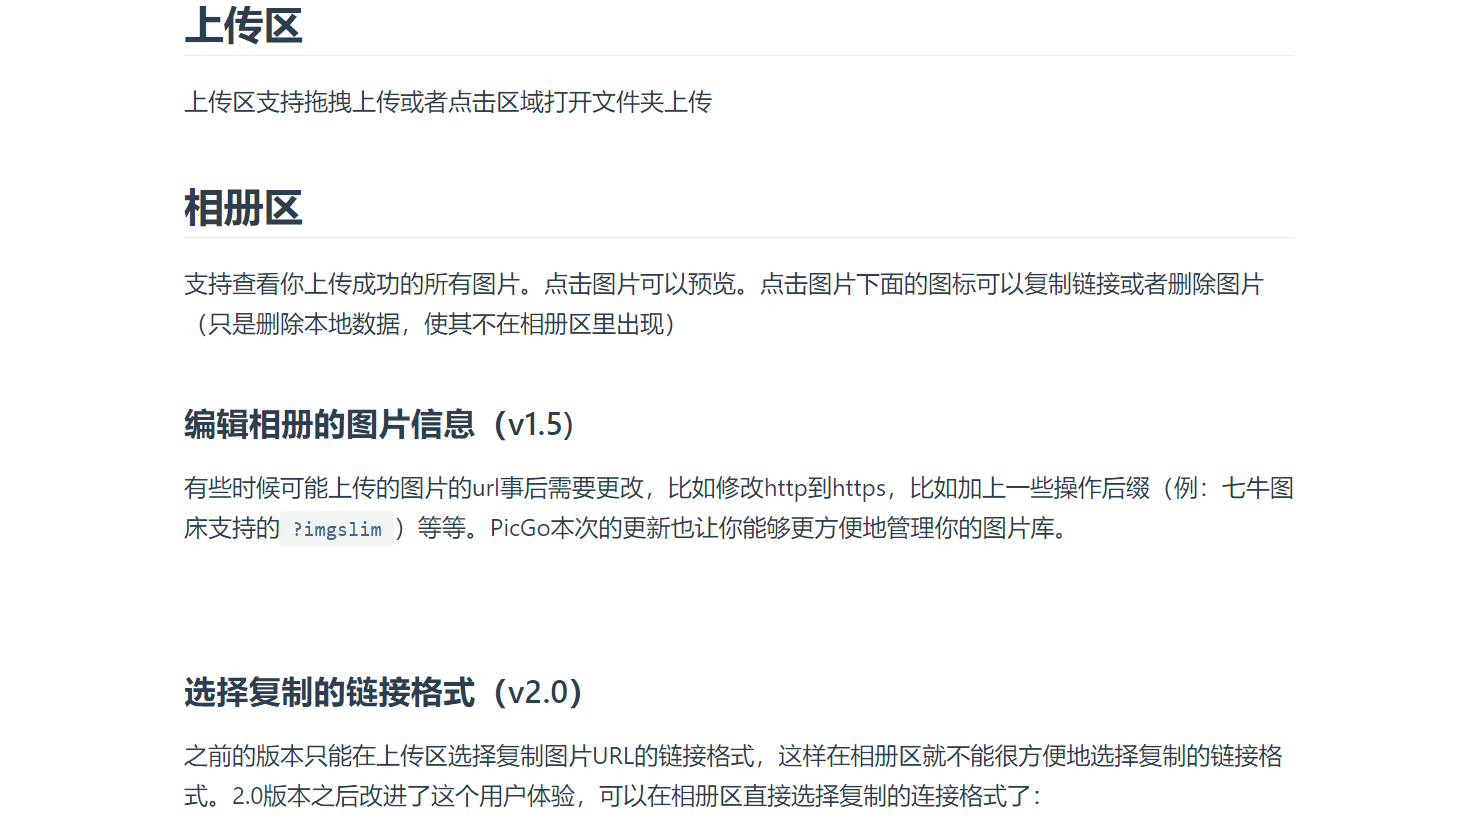 上传区
上传区支持拖拽上传或者点击区域打开文件夹上传
相册区
支持查看你上传成功的所有图片。点击图片可以预览。点击图片下面的图标可以复制链接或者删除图片
（只是删除本地数据，使其不在相册区里出现）
编辑相册的图片信息（v1.5)
有些时候可能上传的图片的url事后需要更改，比如修改http到https，比如加上一些操作后缀（例：七牛图
床支持的 ?imgslim ）等等。PicGo本次的更新也让你能够更方便地管理你的图片库。
选择复制的链接格式（v2.0）
之前的版本只能在上传区选择复制图片URL的链接格式，这样在相册区就不能很方便地选择复制的链接格
式。2.0版本之后改进了这个用户体验，可以在相册区直接选择复制的连接格式了：